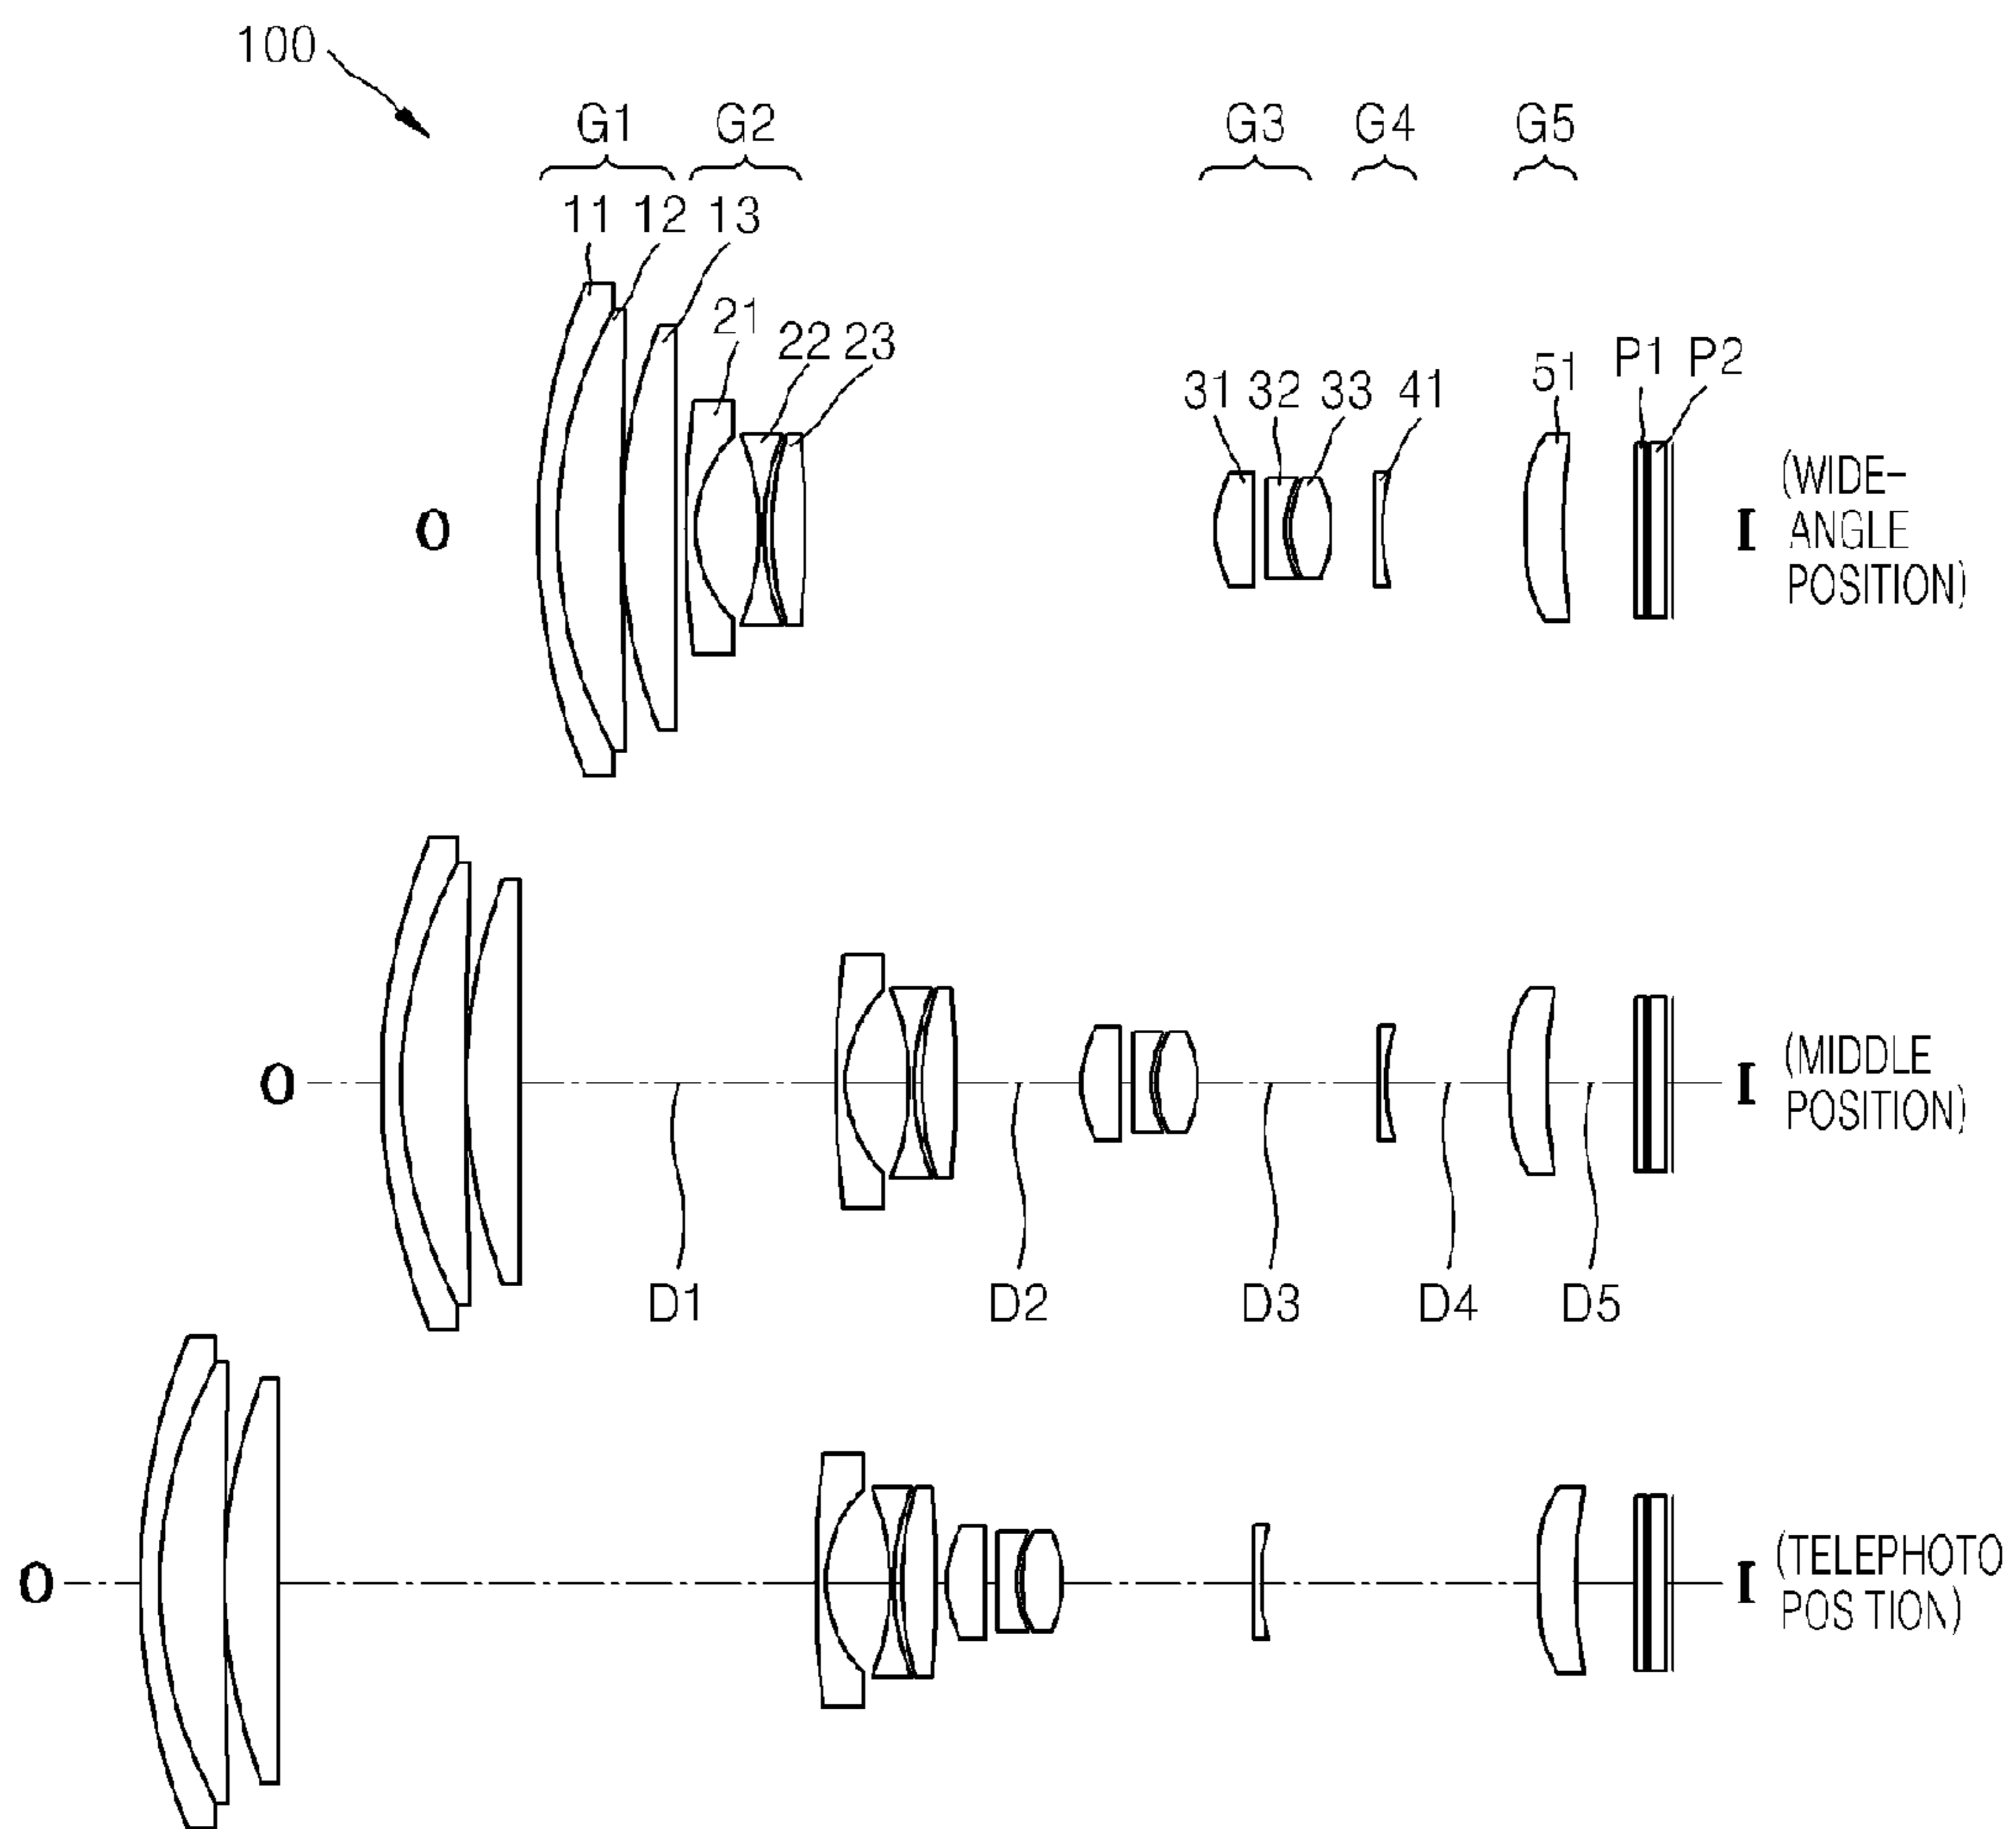 100
G1 G2 G3 G4 G5
11 12 13
21 22 23
31 32 33 41 51 P1 P2
O I (WIDE-
ANGLE
POSITION)
O I (MIDDLE
POSITION)
D1 D2 D3 D4 D5
O I (TELEPHOTO
POS TION)